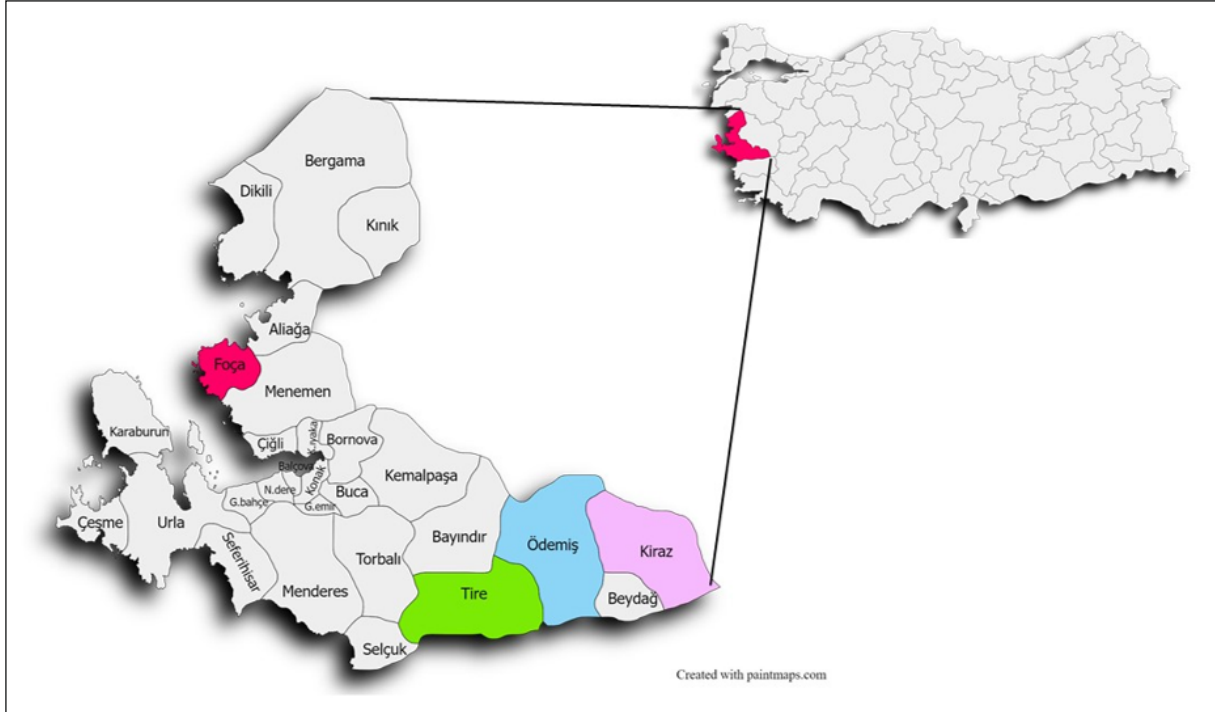 Bergama
Dikili
Kınık
Aliağa
Foça
Menemen
Karaburun
Çiğli
K.ıyaka
Bornova
Balçova
Konak
Kemalpaşa
N.dere
G.bahçe
Buca
G.emir
Çeşme
Urla
Seferihisar
Bayındır
Ödemiş
Kiraz
Torbalı
Menderes
Tire
Beydağ
Selçuk
Created with paintmaps.com